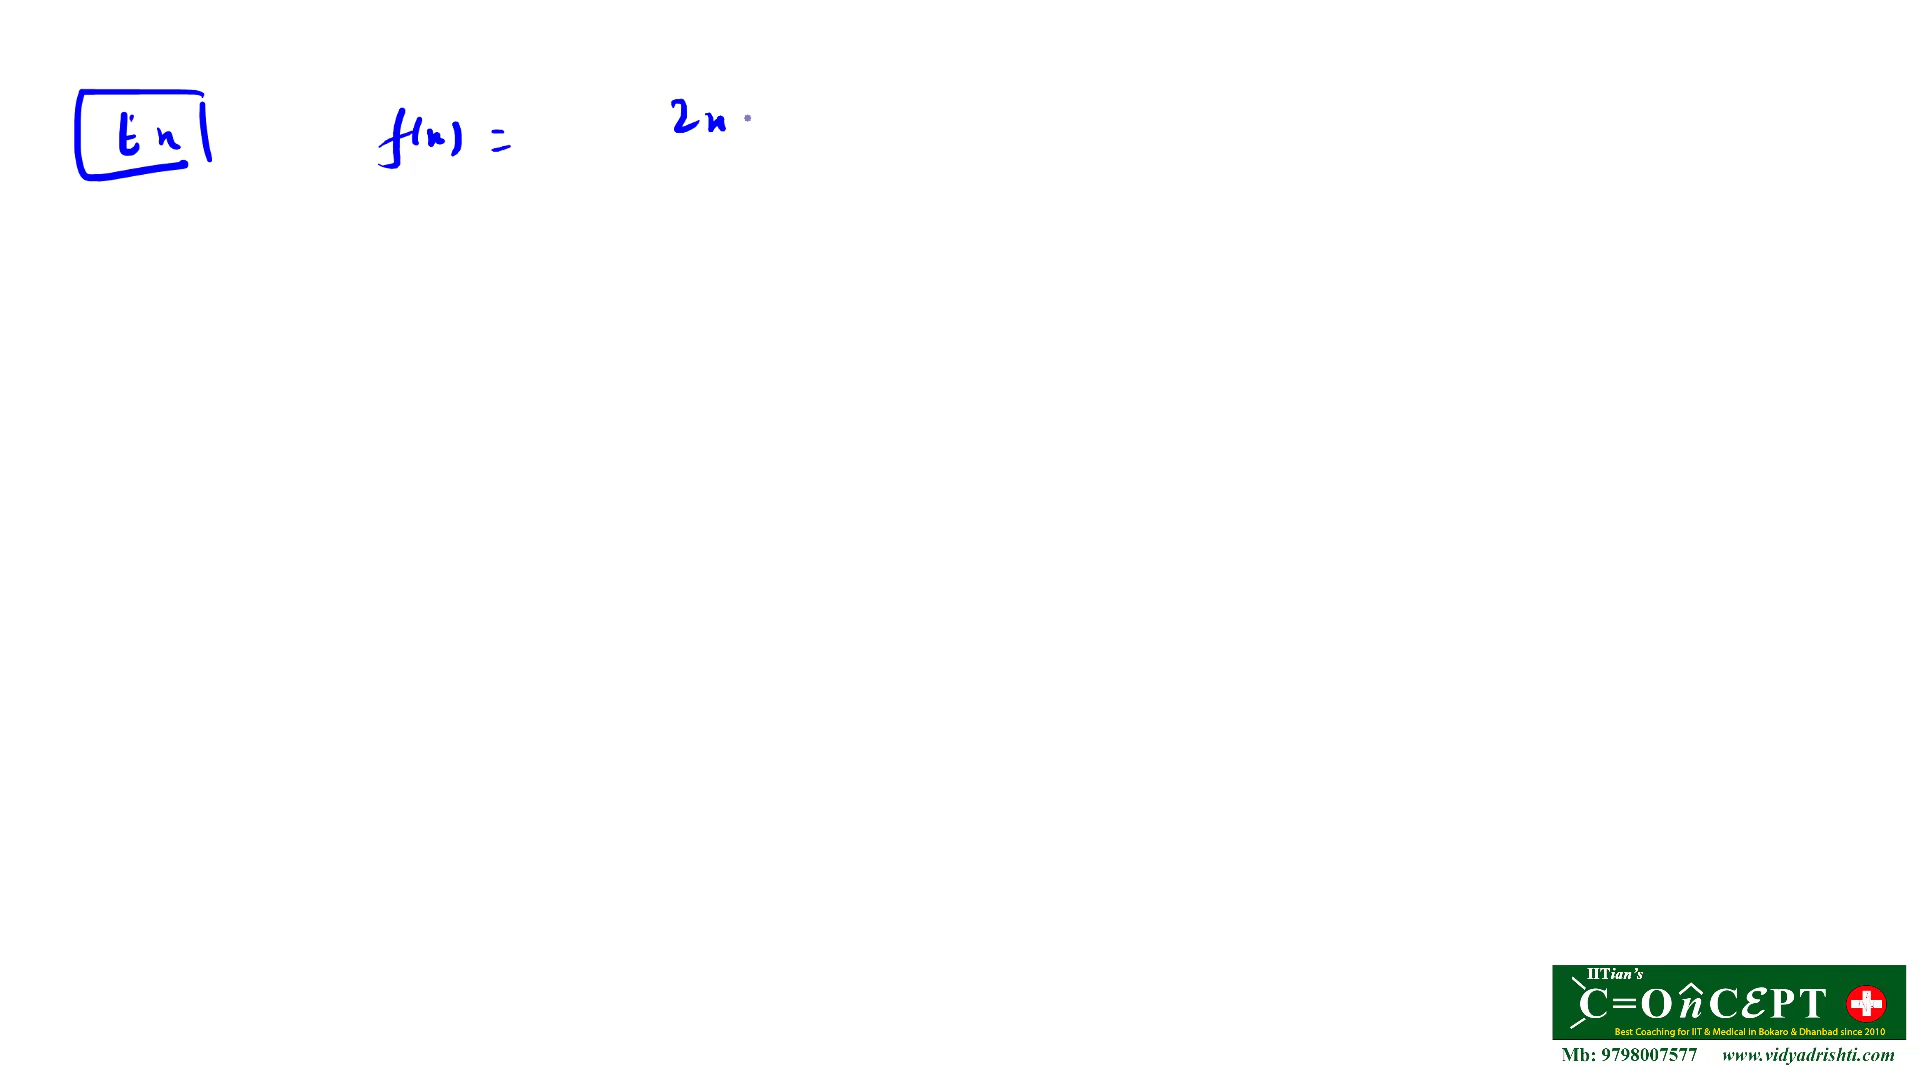 Ex f(x) = 2x
IITian's
C=OnCEPT
Best Coaching for IIT & Medical in Bokaro & Dhanbad since 2010
Mb: 9798007577 www.vidyadrishti.com